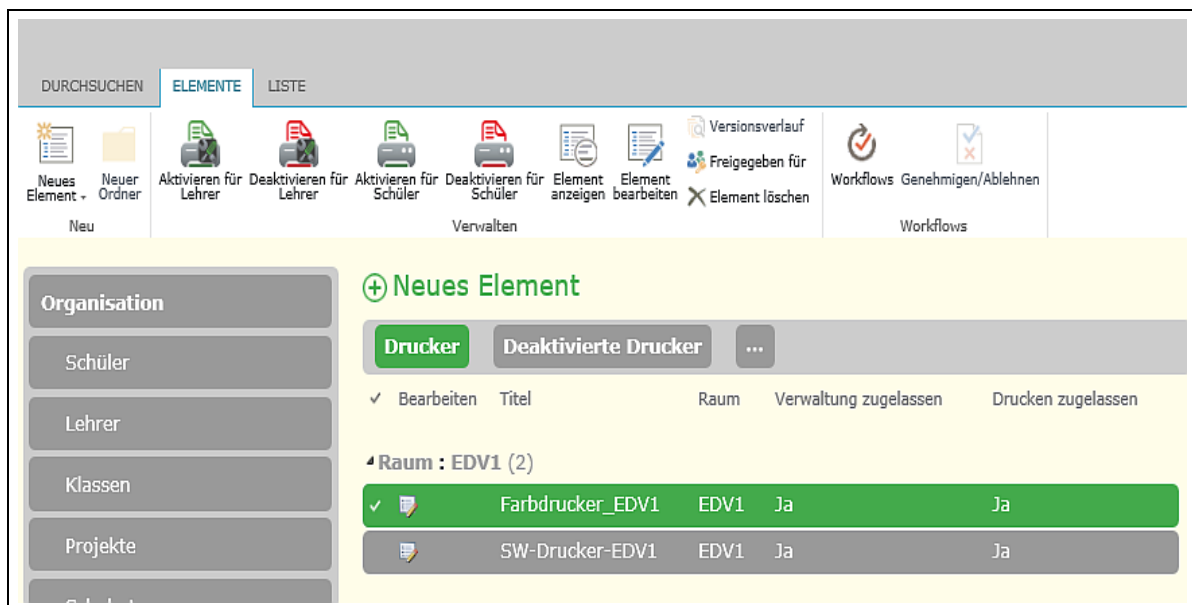 DURCHSUCHEN ELEMENTE LISTE
Neues Element
Neuer Ordner
Aktivieren für Lehrer
Deaktivieren für Lehrer
Aktivieren für Schüler
Deaktivieren für Schüler
Element anzeigen
Element bearbeiten
Versionsverlauf
Freigegeben für
Element löschen
Workflows
Genehmigen/Ablehnen
Neu Verwalten Workflows
Organisation
Schüler
Lehrer
Klassen
Projekte
Neues Element
Drucker Deaktivierte Drucker ...
Bearbeiten Titel Raum Verwaltung zugelassen Drucken zugelassen
Raum : EDV1 (2)
Farbdrucker_EDV1 EDV1 Ja Ja
SW-Drucker-EDV1 EDV1 Ja Ja